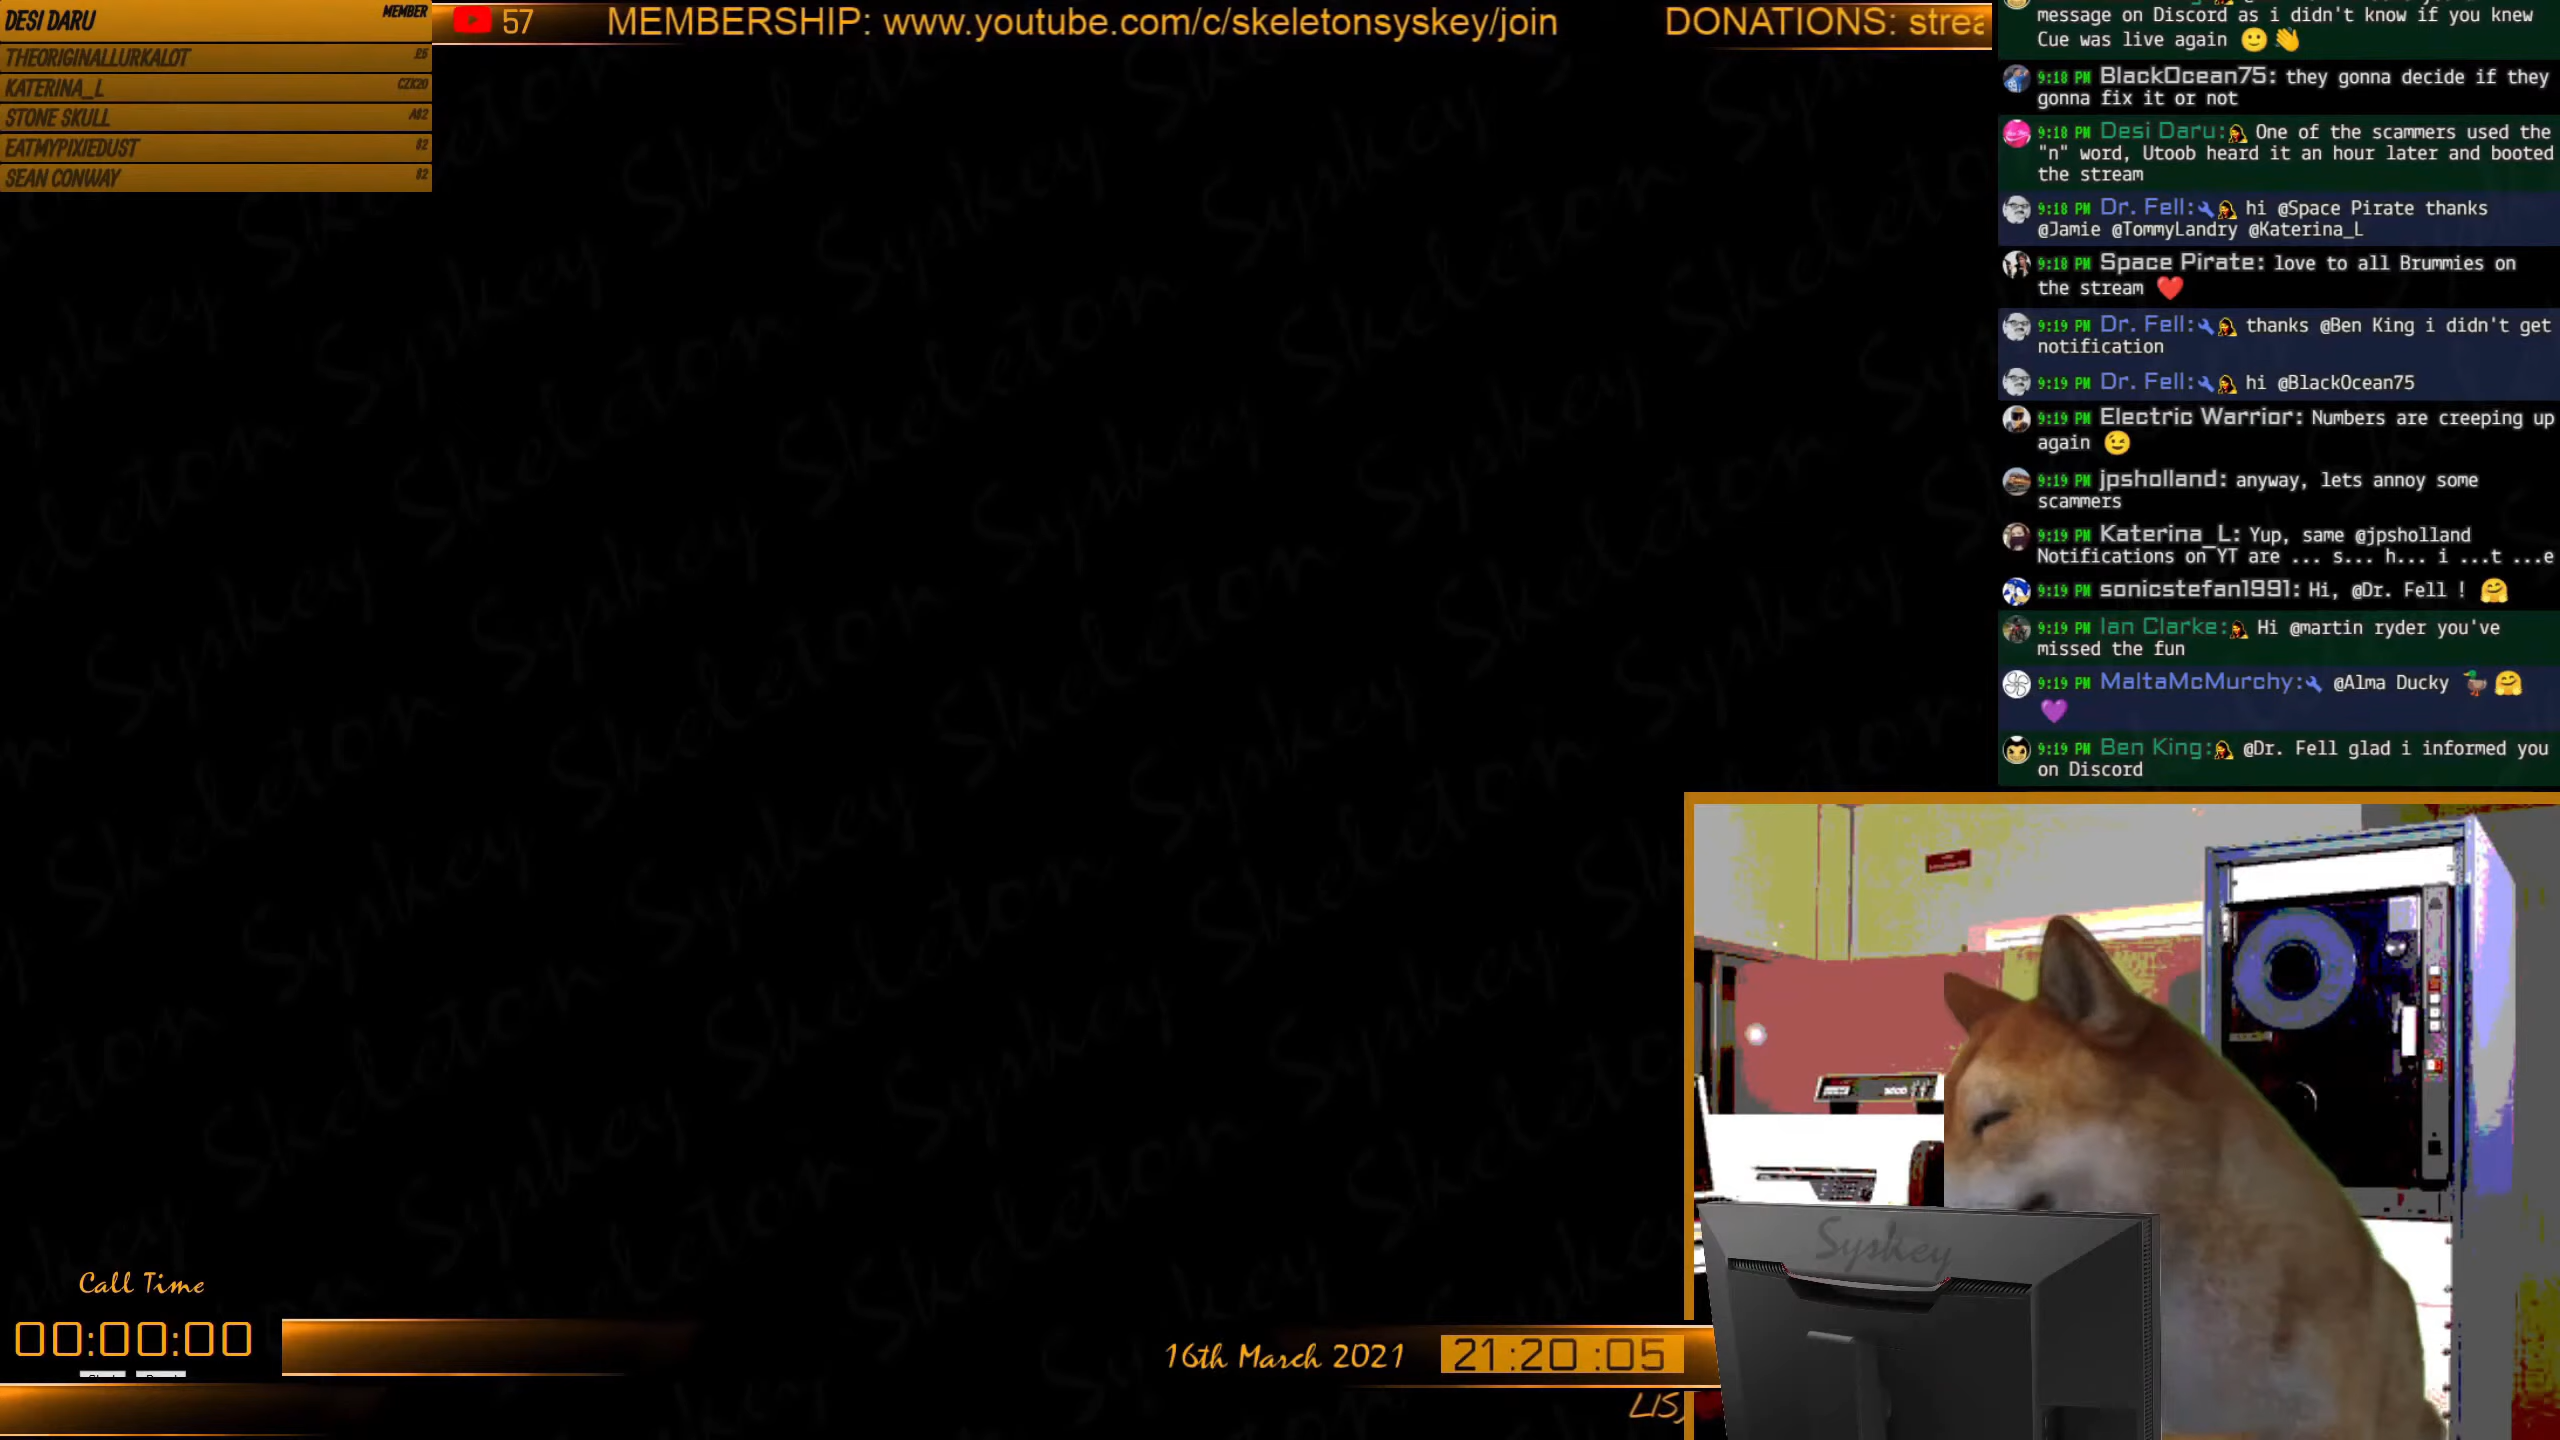 DESI DARU MEMBER
THEORIGINALLURKALOT £5
KATERINA_L CZK20
STONE SKULL A$2
EATMYPIXIEDUST $2
SEAN CONWAY $2
57 MEMBERSHIP: www.youtube.com/c/skeletonsyskey/join DONATIONS:
message on Discord as i didn't know if you knew
Cue was live again 🙂👋
9:18 PM BlackOcean75: they gonna decide if they
gonna fix it or not
9:18 PM Desi Daru: One of the scammers used the
"n" word, Utoob heard it an hour later and booted
the stream
9:18 PM Dr. Fell: hi @Space Pirate thanks
@Jamie @TommyLandry @Katerina_L
9:18 PM Space Pirate: love to all Brummies on
the stream ❤️
9:19 PM Dr. Fell: thanks @Ben King i didn't get
notification
9:19 PM Dr. Fell: hi @BlackOcean75
9:19 PM Electric Warrior: Numbers are creeping up
again 😉
9:19 PM jpsholland: anyway, lets annoy some
scammers
9:19 PM Katerina_L: Yup, same @jpsholland
Notifications on YT are ... s... h... i ...t ...e
9:19 PM sonicstefan1991: Hi, @Dr. Fell ! 🤗
9:19 PM Ian Clarke: Hi @martin ryder you've
missed the fun
9:19 PM MaltaMcMurchy: @Alma Ducky 🦆🤗
💜
9:19 PM Ben King: @Dr. Fell glad i informed you
on Discord
Syskey
Call Time
00:00:00
16th March 2021 21:20:05
LIS